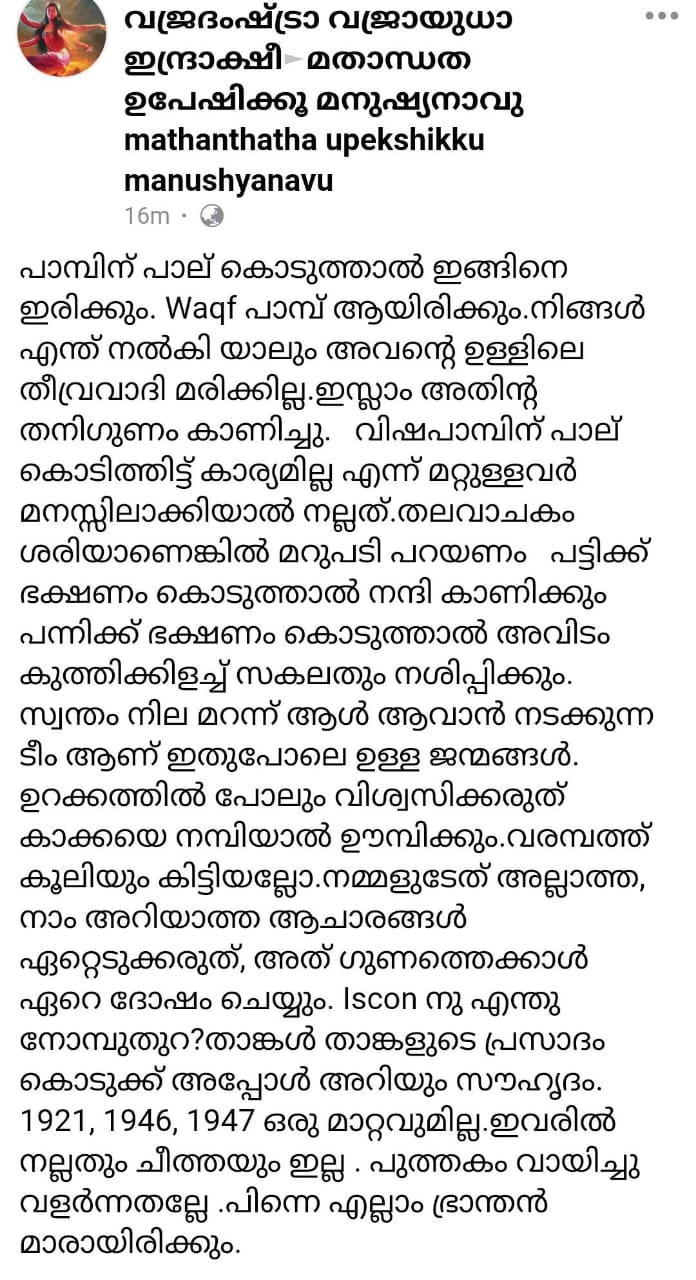 വജ്രദംഷ്ട്രാ വജ്രായുധാ
ഇന്ദ്രാക്ഷീ ► മതാന്ധത
ഉപേഷിക്കൂ മനുഷ്യനാവു
mathanthatha upekshikku
manushyanavu
16m ·
പാമ്പിന് പാല് കൊടുത്താൽ ഇങ്ങിനെ
ഇരിക്കും. Waqf പാമ്പ് ആയിരിക്കും.നിങ്ങൾ
എന്ത് നൽകി യാലും അവൻ്റെ ഉള്ളിലെ
തീവ്രവാദി മരിക്കില്ല.ഇസ്ലാം അതിന്റ
തനിഗുണം കാണിച്ചു. വിഷപാമ്പിന് പാല്
കൊടിത്തിട്ട് കാര്യമില്ല എന്ന് മറ്റുള്ളവർ
മനസ്സിലാക്കിയാൽ നല്ലത്.തലവാചകം
ശരിയാണെങ്കിൽ മറുപടി പറയണം പട്ടിക്ക്
ഭക്ഷണം കൊടുത്താൽ നന്ദി കാണിക്കും
പന്നിക്ക് ഭക്ഷണം കൊടുത്താൽ അവിടം
കുത്തിക്കിളച്ച് സകലതും നശിപ്പിക്കും.
സ്വന്തം നില മറന്ന് ആൾ ആവാൻ നടക്കുന്ന
ടീം ആണ് ഇതുപോലെ ഉള്ള ജന്മങ്ങൾ.
ഉറക്കത്തിൽ പോലും വിശ്വസിക്കരുത്
കാക്കയെ നമ്പിയാൽ ഊമ്പിക്കും.വരമ്പത്ത്
കൂലിയും കിട്ടിയല്ലോ.നമ്മളുടേത് അല്ലാത്ത,
നാം അറിയാത്ത ആചാരങ്ങൾ
ഏറ്റെടുക്കരുത്, അത് ഗുണത്തെക്കാൾ
ഏറെ ദോഷം ചെയ്യും. Iscon നു എന്തു
നോമ്പുതുറ?താങ്കൾ താങ്കളുടെ പ്രസാദം
കൊടുക്ക് അപ്പോൾ അറിയും സൗഹൃദം.
1921, 1946, 1947 ഒരു മാറ്റവുമില്ല.ഇവരിൽ
നല്ലതും ചീത്തയും ഇല്ല . പുത്തകം വായിച്ചു
വളർന്നതല്ലേ .പിന്നെ എല്ലാം ഭ്രാന്തൻ
മാരായിരിക്കും.